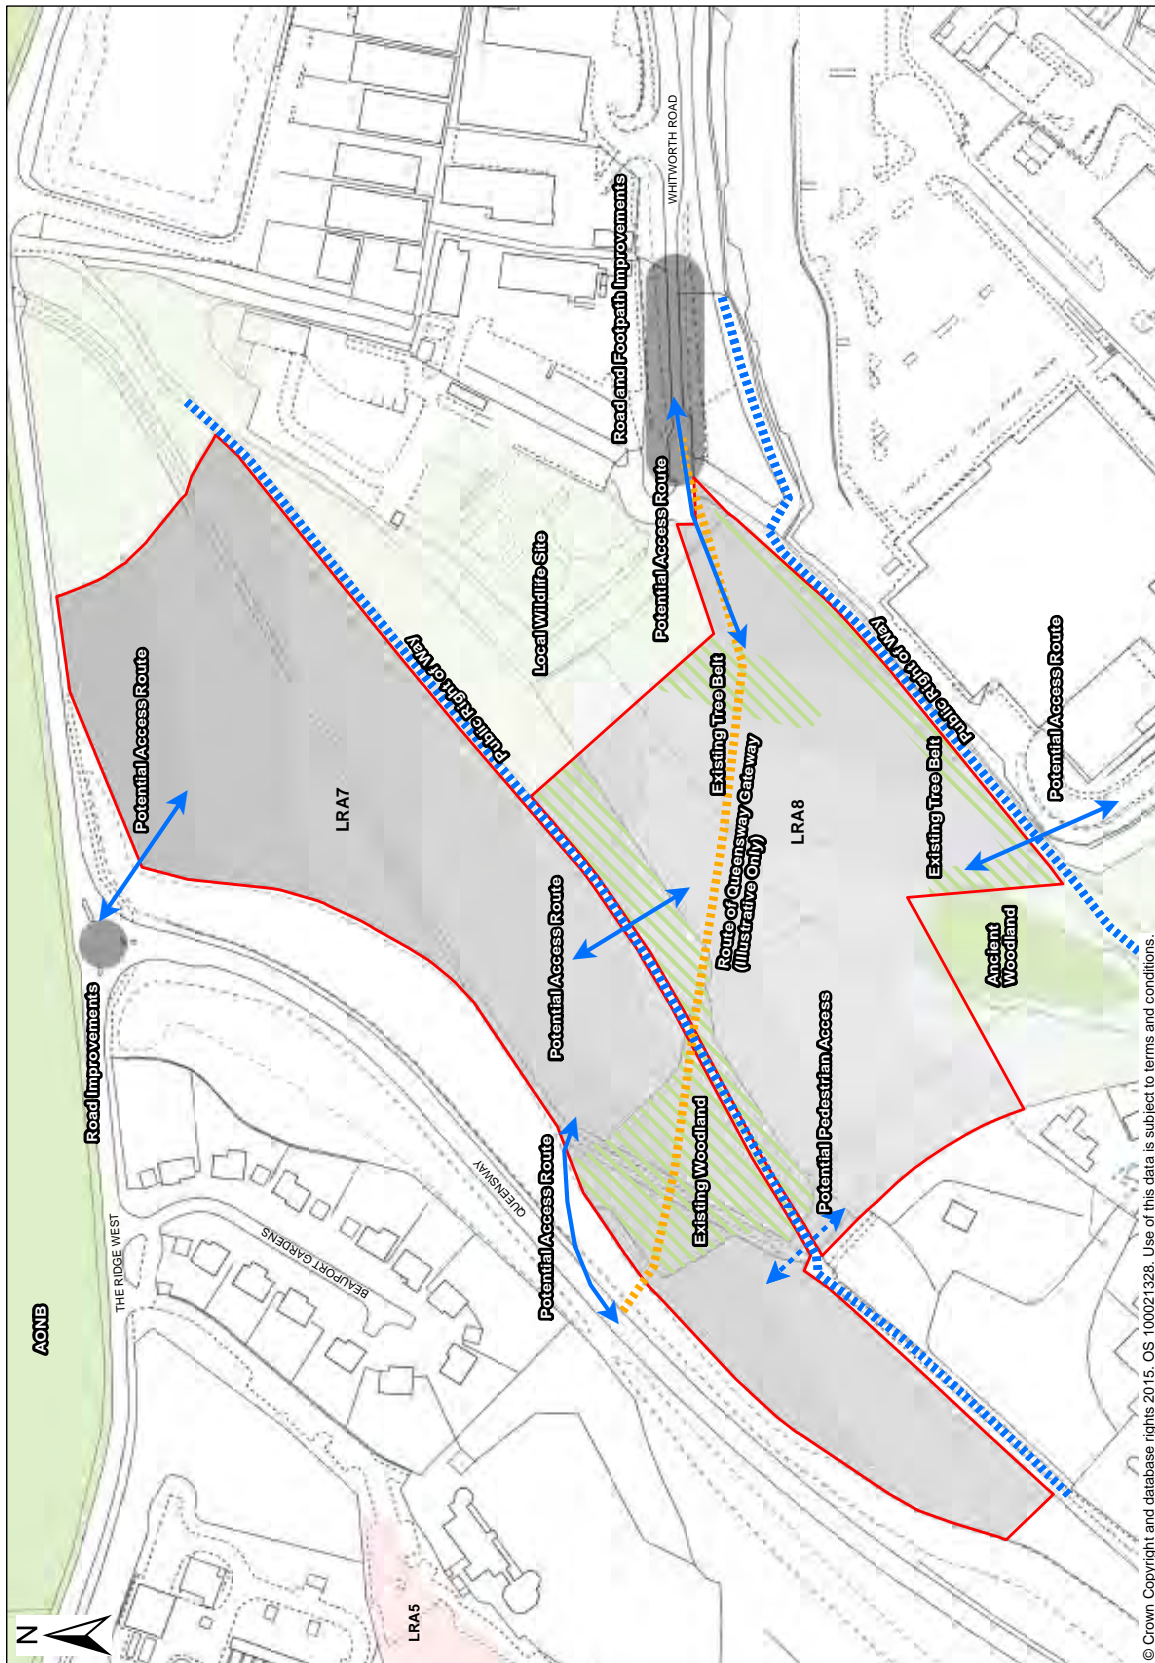 N
AONB
THE RIDGE WEST
Road Improvements
Potential Access Route
BEAUPORT GARDENS
LRA5
QUEENSWAY
LRA7
Potential Access Route
Potential Access Route
Public Right of Way
Local Wildlife Site
Road and Footpath Improvements
WHITWORTH ROAD
Potential Access Route
Existing Woodland
Existing Tree Belt
Route of Queensway Gateway
(Illustrative Only)
LRA8
Potential Pedestrian Access
Public Right of Way
Existing Tree Belt
Ancient
Woodland
Potential Access Route
© Crown Copyright and database rights 2015. OS 100021328. Use of this data is subject to terms and conditions.